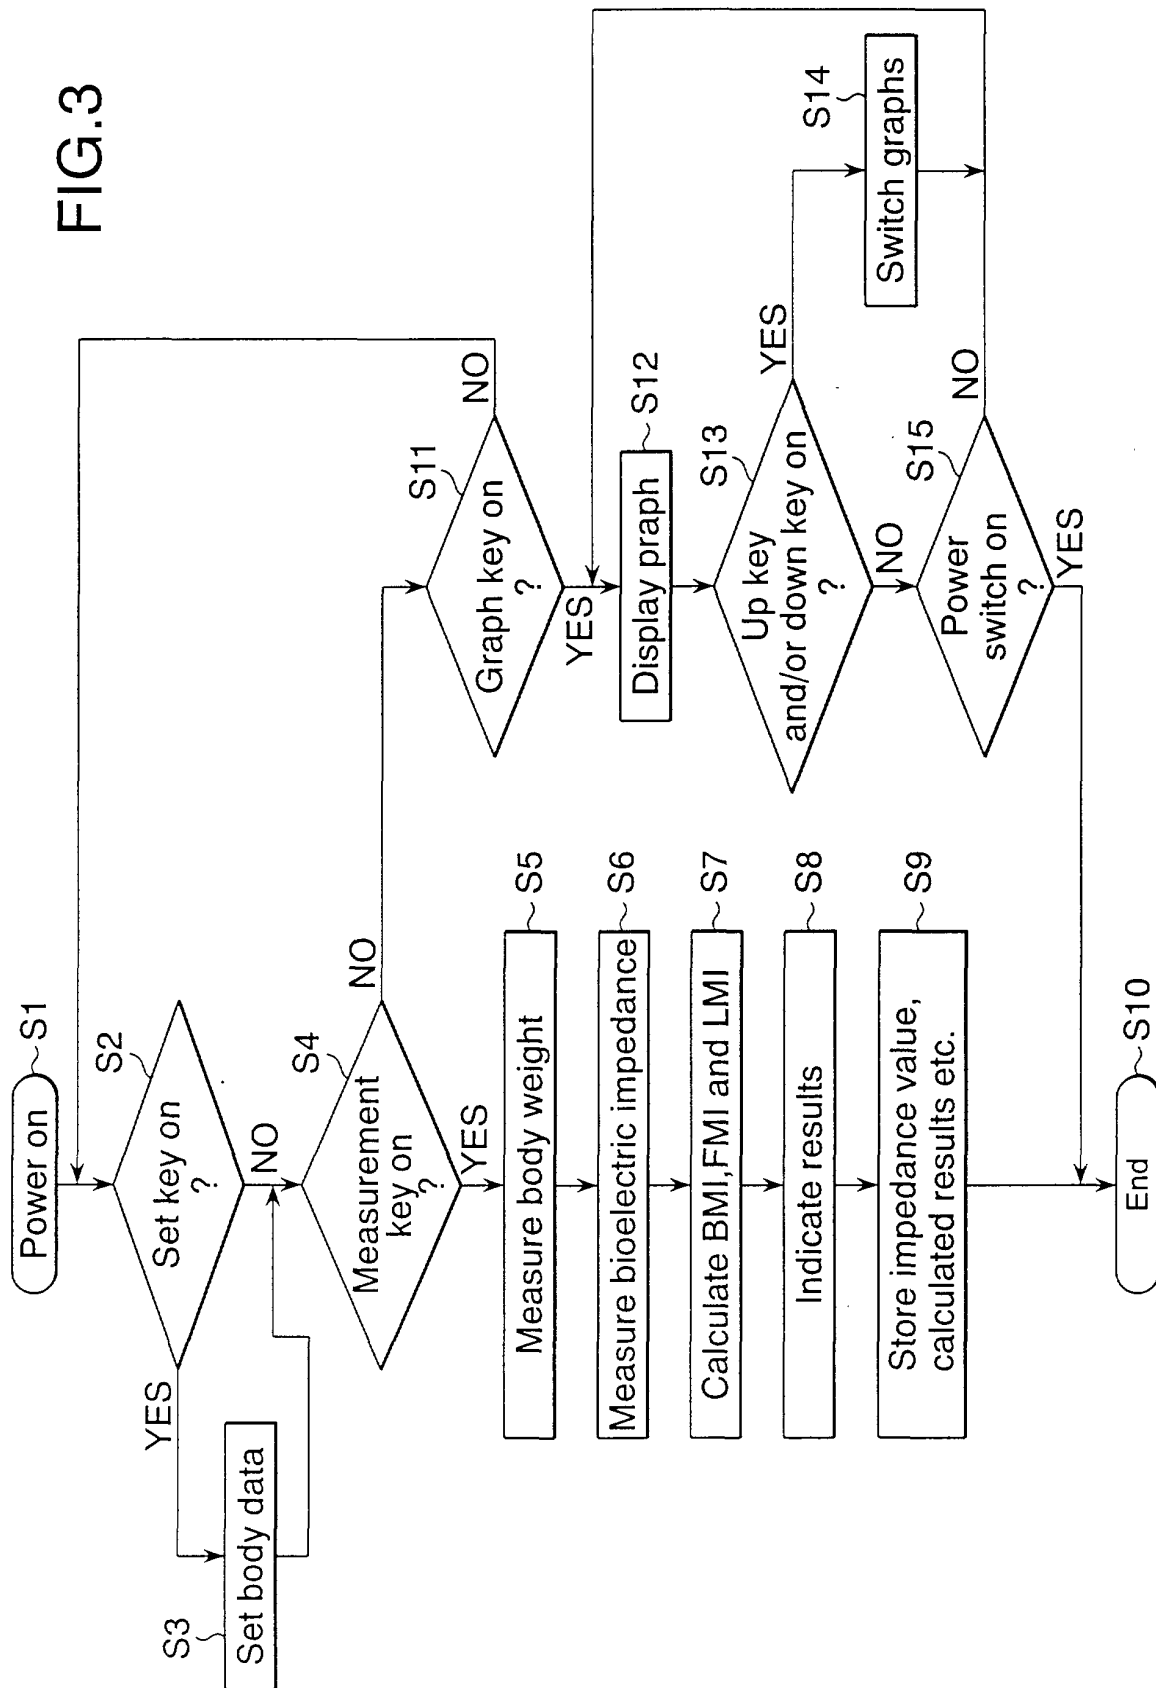 FIG.3
Power on
S1
Set key on
?
S2
YES
NO
S3
Set body data
Measurement
key on
?
S4
NO
YES
Measure body weight
S5
Measure bioelectric impedance
S6
Calculate BMI,FMI and LMI
S7
Indicate results
S8
Store impedance value,
calculated results etc.
S9
End
S10
Graph key on
?
S11
NO
YES
Display praph
S12
Up key
and/or down key on
?
S13
YES
NO
Switch graphs
S14
Power
switch on
?
S15
NO
YES